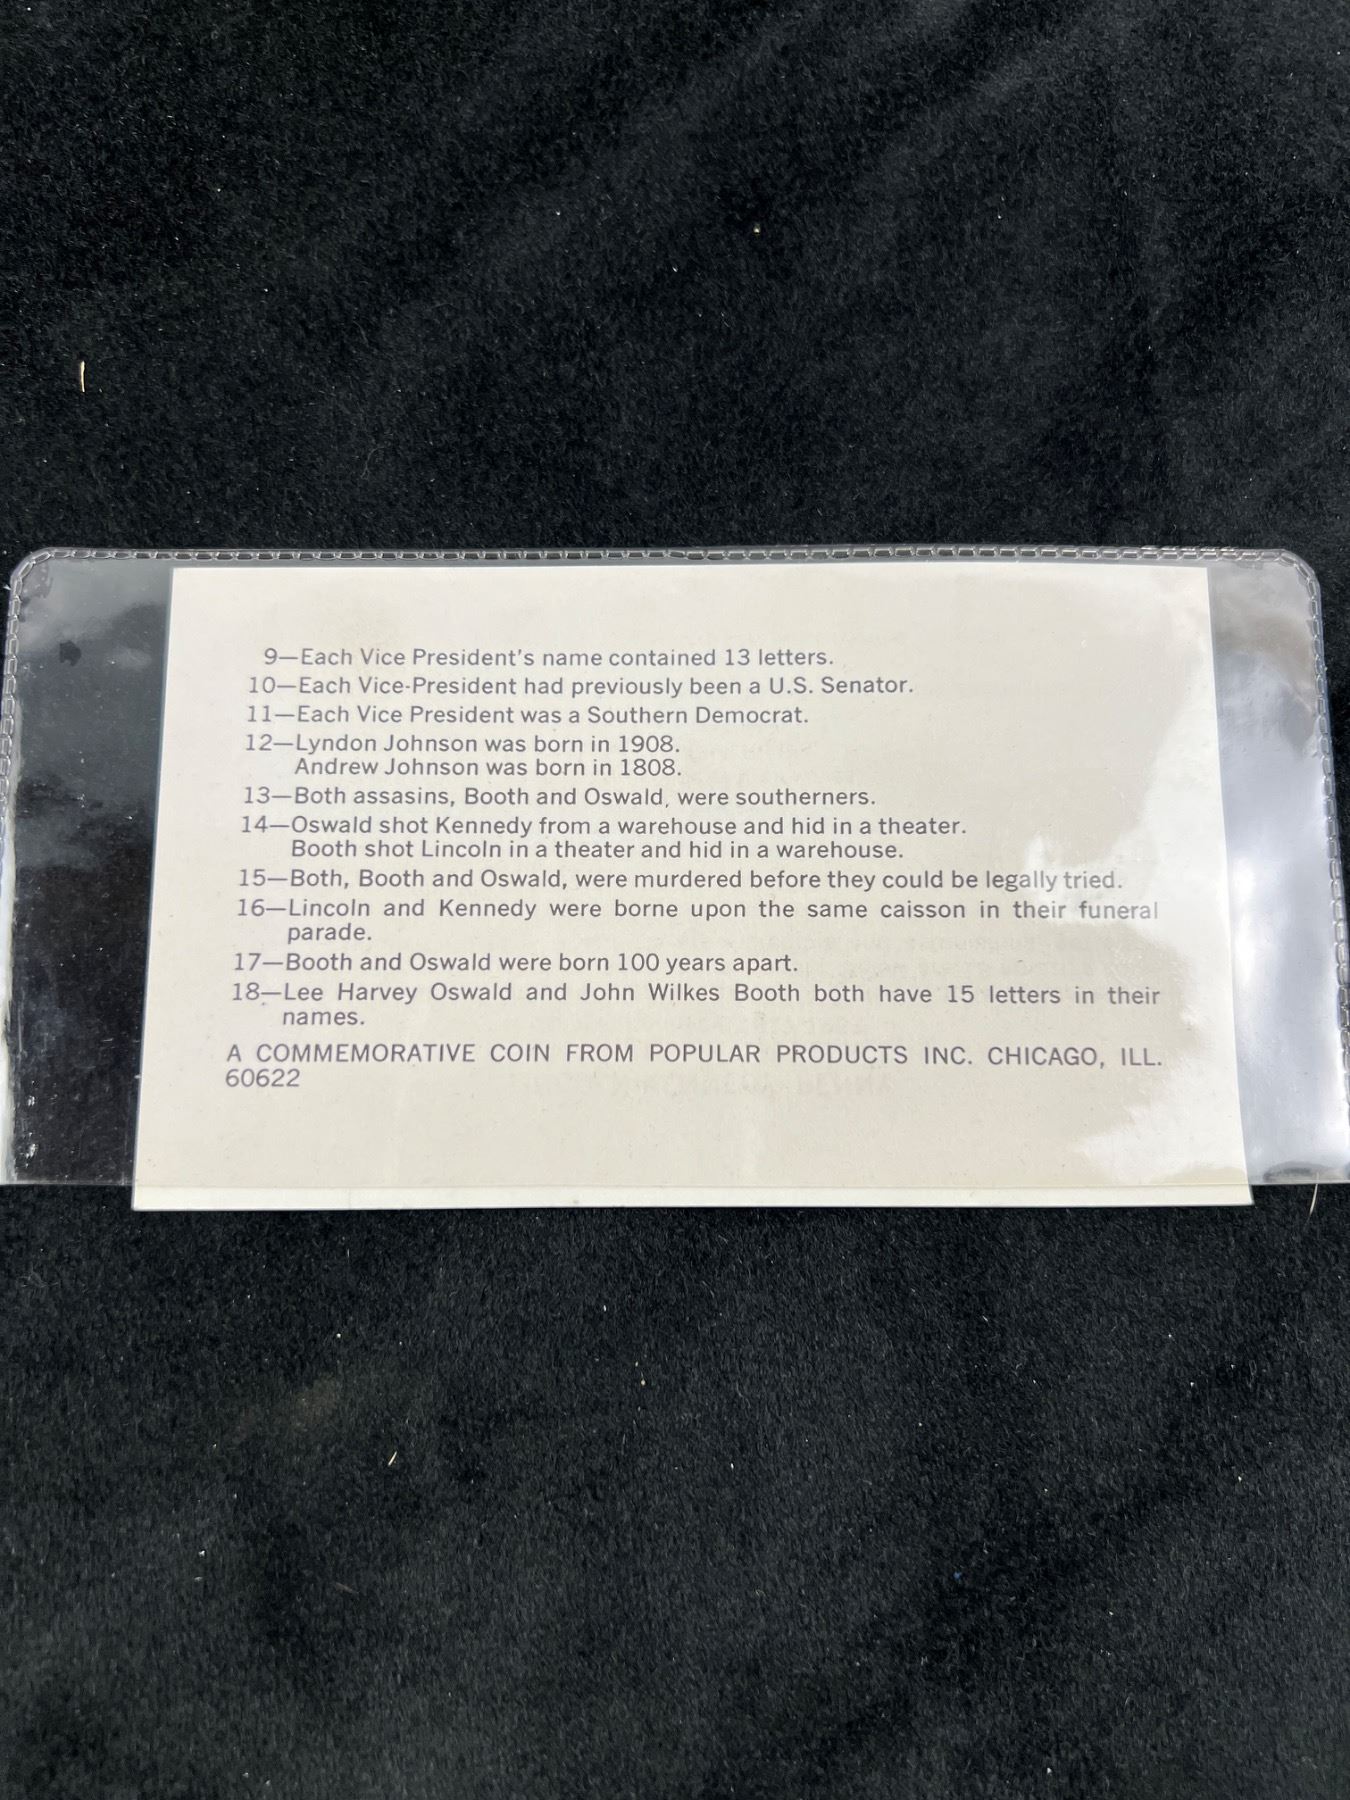 9—Each Vice President's name contained 13 letters.
10—Each Vice-President had previously been a U.S. Senator.
11—Each Vice President was a Southern Democrat.
12—Lyndon Johnson was born in 1908.
Andrew Johnson was born in 1808.
13—Both assasins, Booth and Oswald, were southerners.
14—Oswald shot Kennedy from a warehouse and hid in a theater.
Booth shot Lincoln in a theater and hid in a warehouse.
15—Both, Booth and Oswald, were murdered before they could be legally tried.
16—Lincoln and Kennedy were borne upon the same caisson in their funeral
parade.
17—Booth and Oswald were born 100 years apart.
18—Lee Harvey Oswald and John Wilkes Booth both have 15 letters in their
names.
A COMMEMORATIVE COIN FROM POPULAR PRODUCTS INC. CHICAGO, ILL.
60622